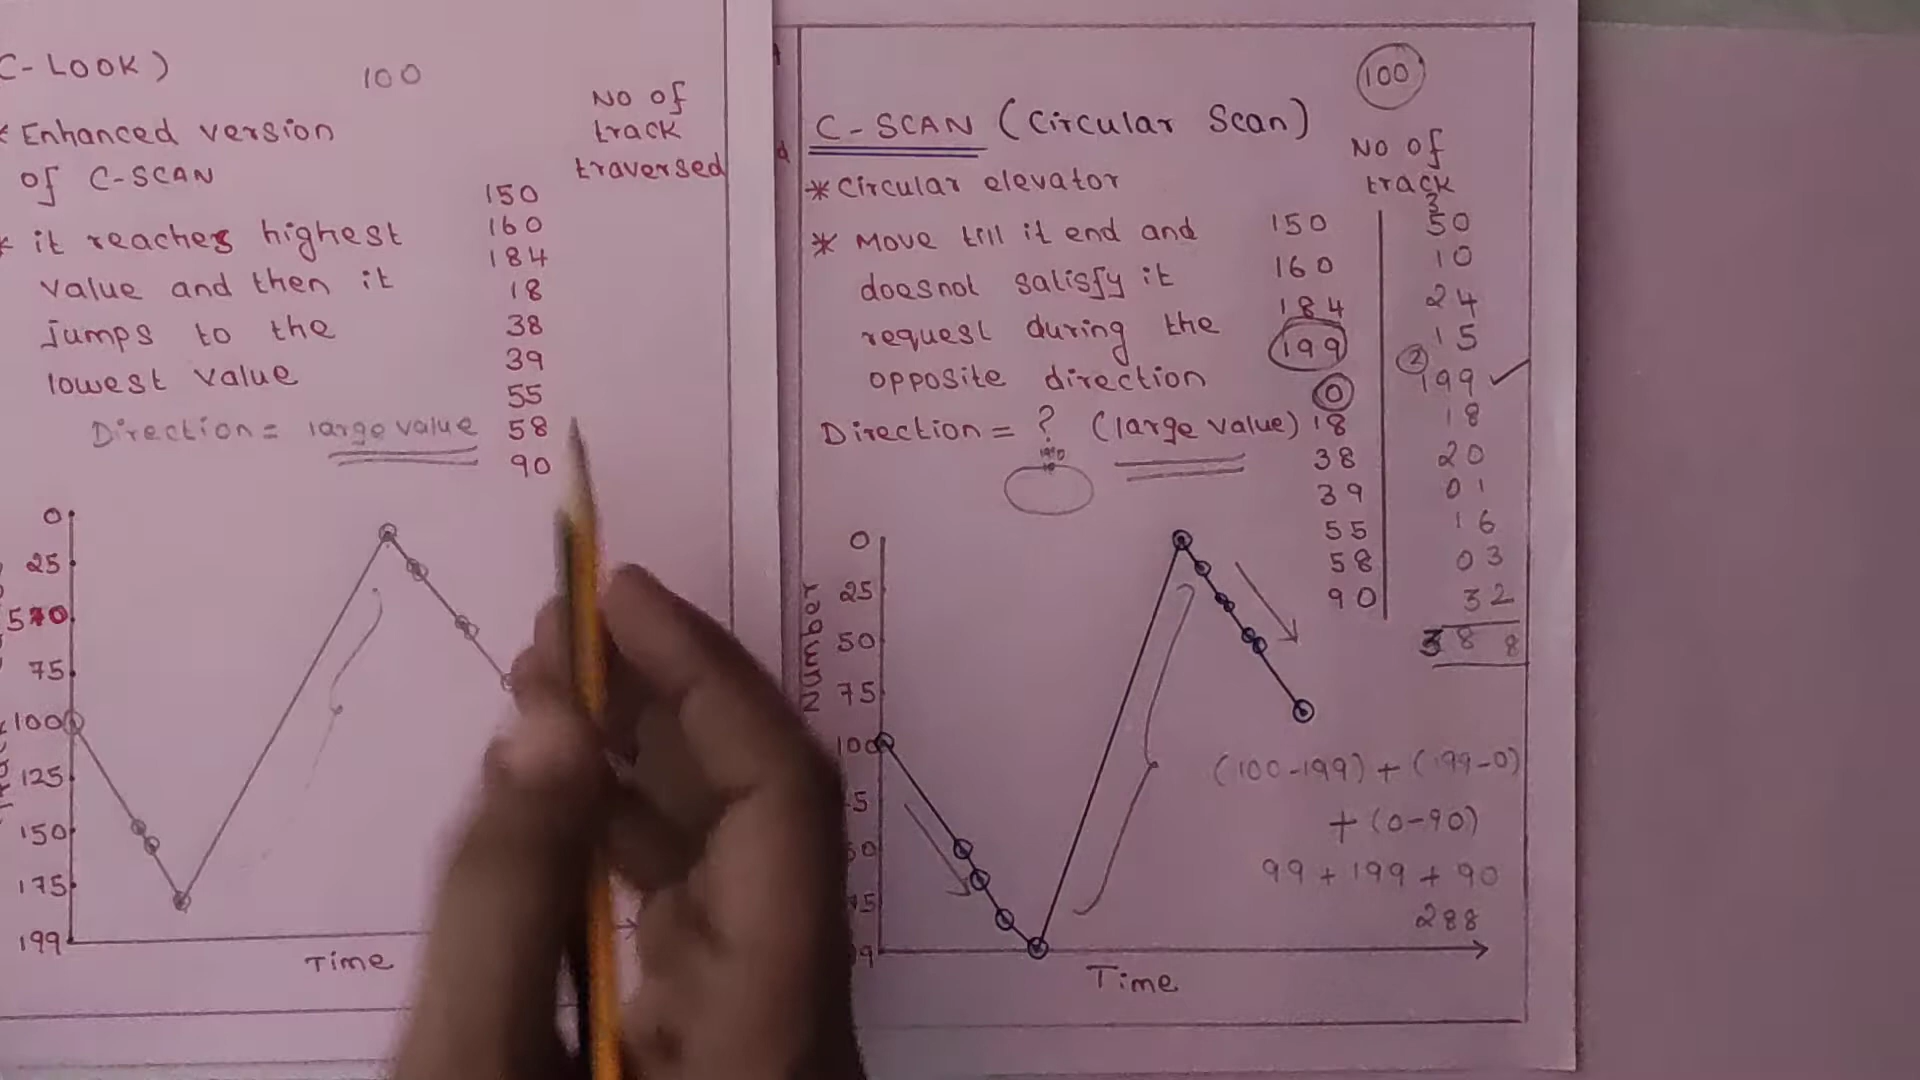 C-LOOK)
100
* Enhanced version
of C-SCAN
* it reaches highest
value and then it
jumps to the
lowest value
Direction = large value
NO OF
track
traversed
150
160
184
18
38
39
55
58
90
0
25
50
75
100
125
150
175
199
Time
100
C-SCAN (Circular Scan)
* Circular elevator
* Move till it end and
doesnot satisfy it
request during the
opposite direction
Direction = ? (large value)
NO OF
track
150
160
184
199
0
18
38
39
55
58
90
50
10
24
15
199
18
20
01
16
03
32
388
Number
0
25
50
75
100
Time
(100-199) + (199-0)
+ (0-90)
99 + 199 + 90
288